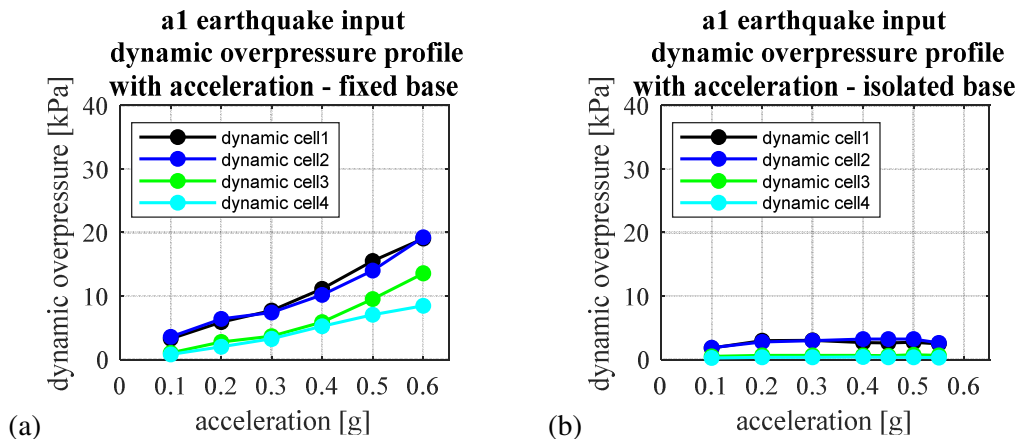 a1 earthquake input
dynamic overpressure profile
with acceleration - fixed base
dynamic overpressure [kPa]
40
30
20
10
0
dynamic cell1
dynamic cell2
dynamic cell3
dynamic cell4
0 0.1 0.2 0.3 0.4 0.5 0.6
acceleration [g]
(a)
a1 earthquake input
dynamic overpressure profile
with acceleration - isolated base
dynamic overpressure [kPa]
40
30
20
10
0
dynamic cell1
dynamic cell2
dynamic cell3
dynamic cell4
0 0.1 0.2 0.3 0.4 0.5 0.6
acceleration [g]
(b)